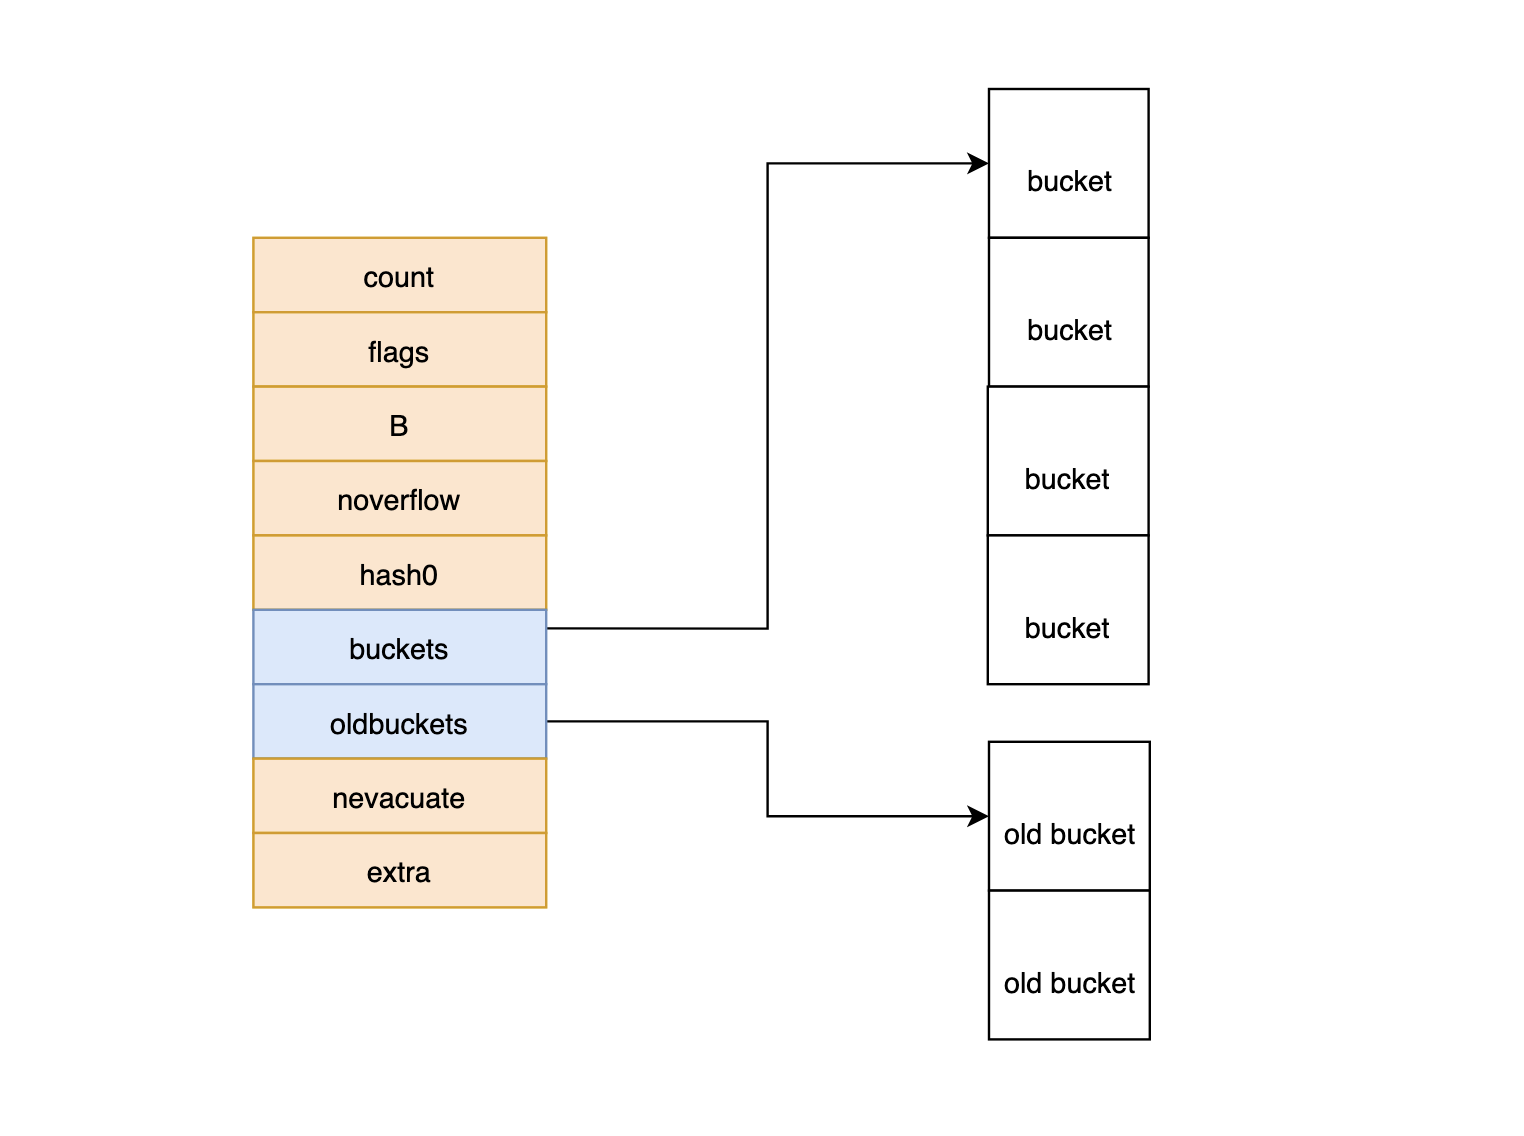 count
flags
B
noverflow
hash0
buckets
oldbuckets
nevacuate
extra
bucket
bucket
bucket
bucket
old bucket
old bucket